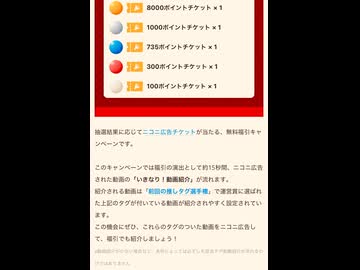 8000ポイントチケット × 1
1000ポイントチケット × 1
735ポイントチケット × 1
300ポイントチケット × 1
100ポイントチケット × 1
抽選結果に応じてニコニ広告チケットが当たる、無料福引キャ
ンペーンです。
このキャンペーンでは福引の演出として約15秒間、ニコニ広告
された動画の「いきなり！動画紹介」が流れます。
紹介される動画は「前回の推しタグ選手権」で運営賞に選ばれ
た上記のタグが付いている動画が紹介されやすく設定されてい
ます。
この機会にぜひ、これらのタグのついた動画をニコニ広告し
て、福引でも紹介しましょう！